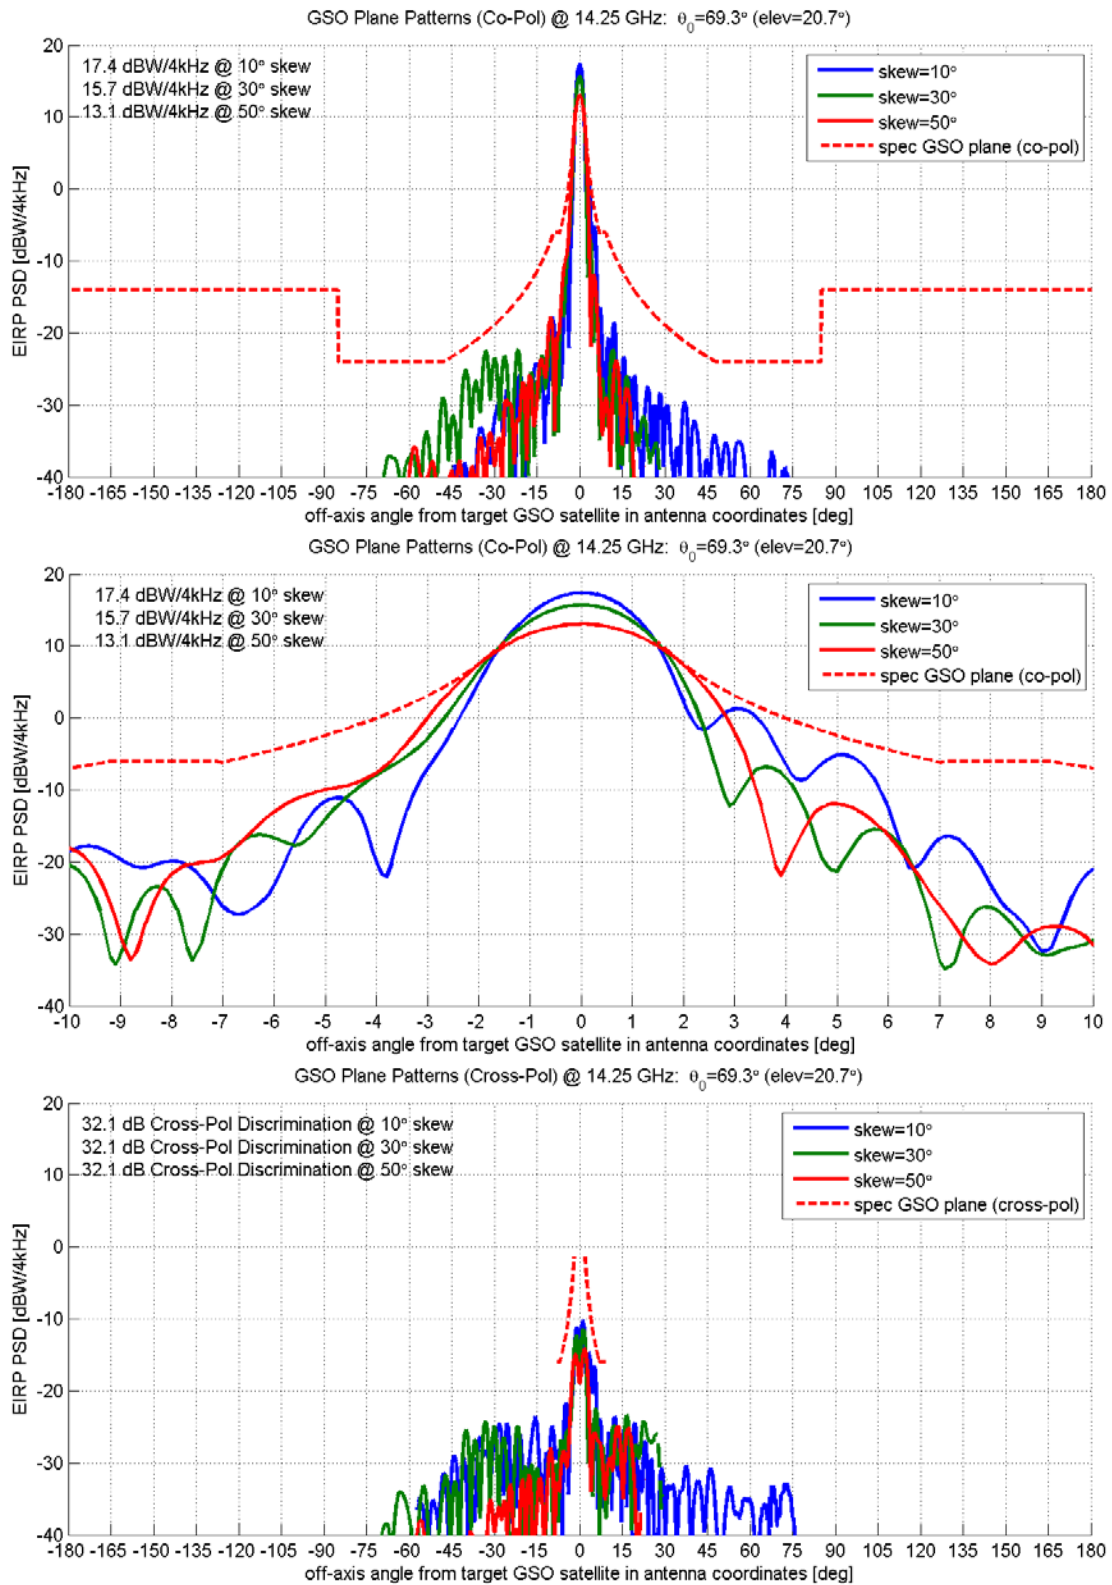 GSO Plane Patterns (Co-Pol) @ 14.25 GHz: θ0=69.3° (elev=20.7°)
17.4 dBW/4kHz @ 10° skew
15.7 dBW/4kHz @ 30° skew
13.1 dBW/4kHz @ 50° skew
skew=10°
skew=30°
skew=50°
spec GSO plane (co-pol)
EIRP PSD [dBW/4kHz]
20
10
0
-10
-20
-30
-40
-180 -165 -150 -135 -120 -105 -90 -75 -60 -45 -30 -15 0 15 30 45 60 75 90 105 120 135 150 165 180
off-axis angle from target GSO satellite in antenna coordinates [deg]
GSO Plane Patterns (Co-Pol) @ 14.25 GHz: θ0=69.3° (elev=20.7°)
17.4 dBW/4kHz @ 10° skew
15.7 dBW/4kHz @ 30° skew
13.1 dBW/4kHz @ 50° skew
skew=10°
skew=30°
skew=50°
spec GSO plane (co-pol)
EIRP PSD [dBW/4kHz]
20
10
0
-10
-20
-30
-40
-10 -9 -8 -7 -6 -5 -4 -3 -2 -1 0 1 2 3 4 5 6 7 8 9 10
off-axis angle from target GSO satellite in antenna coordinates [deg]
GSO Plane Patterns (Cross-Pol) @ 14.25 GHz: θ0=69.3° (elev=20.7°)
32.1 dB Cross-Pol Discrimination @ 10° skew
32.1 dB Cross-Pol Discrimination @ 30° skew
32.1 dB Cross-Pol Discrimination @ 50° skew
skew=10°
skew=30°
skew=50°
spec GSO plane (cross-pol)
EIRP PSD [dBW/4kHz]
20
10
0
-10
-20
-30
-40
-180 -165 -150 -135 -120 -105 -90 -75 -60 -45 -30 -15 0 15 30 45 60 75 90 105 120 135 150 165 180
off-axis angle from target GSO satellite in antenna coordinates [deg]